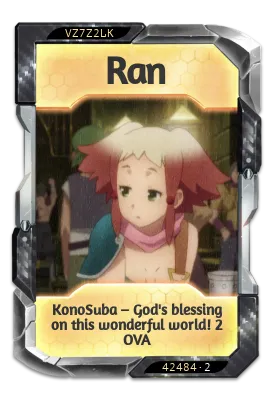 VZ7Z2LK
Ran
KonoSuba – God's blessing
on this wonderful world! 2
OVA
42484·2